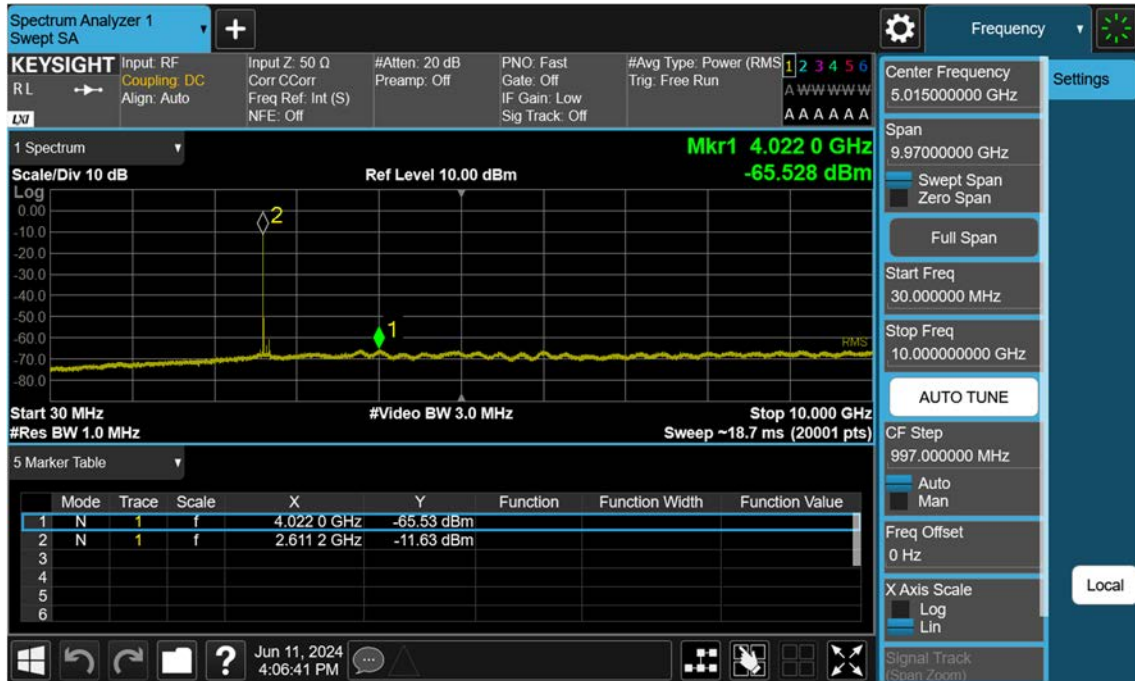 Spectrum Analyzer 1
Swept SA
Frequency
KEYSIGHT
R L
LXI
Input: RF
Coupling: DC
Align: Auto
Input Z: 50 Ω
Corr CCorr
Freq Ref: Int (S)
NFE: Off
#Atten: 20 dB
Preamp: Off
PNO: Fast
Gate: Off
IF Gain: Low
Sig Track: Off
#Avg Type: Power (RMS
Trig: Free Run
1 2 3 4 5 6
A W W W W W
A A A A A A
Center Frequency
5.015000000 GHz
Settings
1 Spectrum
Mkr1 4.022 0 GHz
-65.528 dBm
Scale/Div 10 dB
Ref Level 10.00 dBm
Log
0.00
-10.0
-20.0
-30.0
-40.0
-50.0
-60.0
-70.0
-80.0
2
1
RMS
Start 30 MHz
#Video BW 3.0 MHz
Stop 10.000 GHz
#Res BW 1.0 MHz
Sweep ~18.7 ms (20001 pts)
Span
9.97000000 GHz
Swept Span
Zero Span
Full Span
Start Freq
30.000000 MHz
Stop Freq
10.000000000 GHz
AUTO TUNE
CF Step
997.000000 MHz
Auto
Man
Freq Offset
0 Hz
X Axis Scale
Log
Lin
Signal Track
(Span Zoom)
Local
5 Marker Table
Mode Trace Scale X Y Function Function Width Function Value
1 N 1 f 4.022 0 GHz -65.53 dBm
2 N 1 f 2.611 2 GHz -11.63 dBm
3
4
5
6
?
Jun 11, 2024
4:06:41 PM